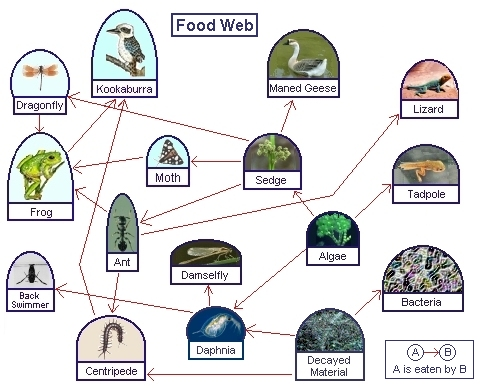 Food Web
Kookaburra
Maned Geese
Dragonfly
Lizard
Moth
Sedge
Tadpole
Frog
Ant
Algae
Damselfly
Back
Swimmer
Bacteria
Daphnia
Decayed
Material
Centripede
A B
A is eaten by B